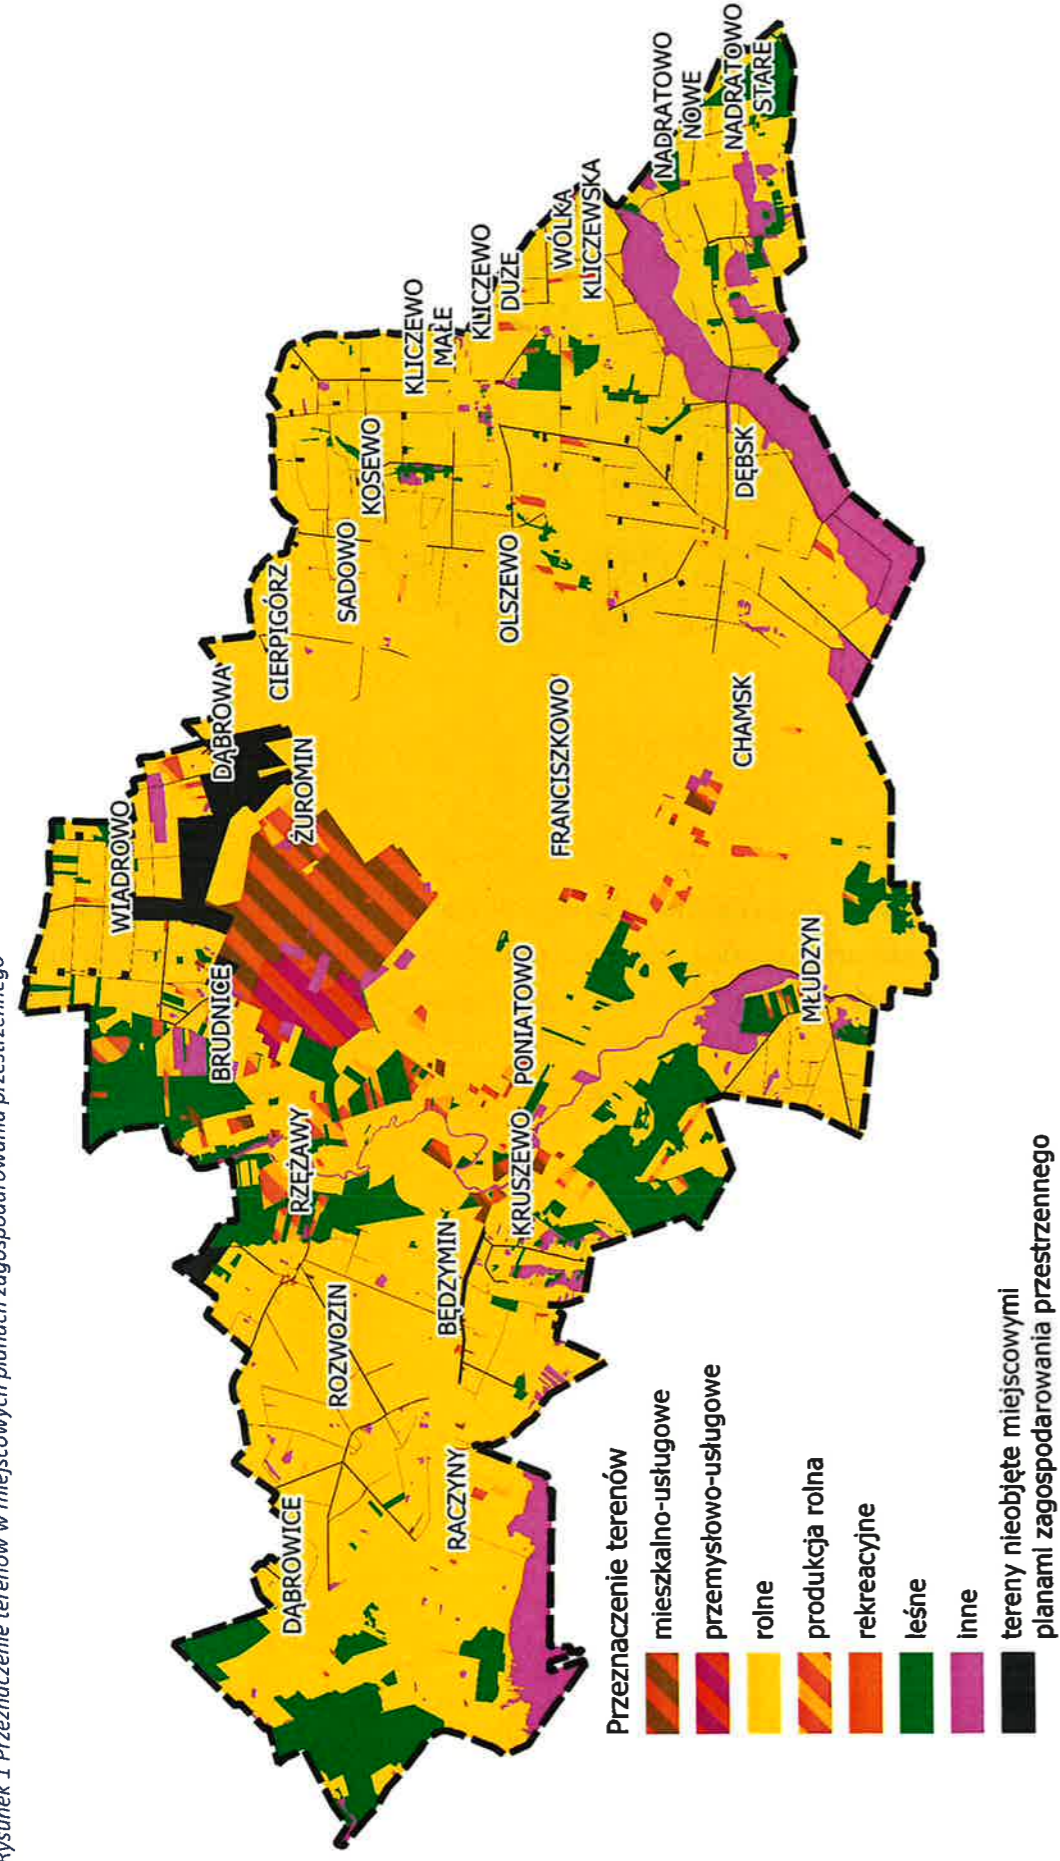 Rysunek 1 Przeznaczenie terenów w miejscowych planach zagospodarowania przestrzennego
WIADROWO
BRUDNICE
DĄBROWA
CIERPIGÓRZ
DĄBROWICE
RZĘŻAWY
ŻUROMIN
ROZWOZIN
SADOWO
KOSEWO
KLICZEWO
MAŁE
BĘDZYMIN
RACZYNY
KLICZEWO
DUŻE
OLSZEWO
KRUSZEWO
PONIATOWO
FRANCISZKOWO
WÓLKA
KLICZEWSKA
NADRATOWO
NOWE
NADRATOWO
STARE
DĘBSK
CHAMSK
MŁUDZYN
Przeznaczenie terenów
mieszkalno-usługowe
przemysłowo-usługowe
rolne
produkcja rolna
rekreacyjne
leśne
inne
tereny nieobjęte miejscowymi
planami zagospodarowania przestrzennego